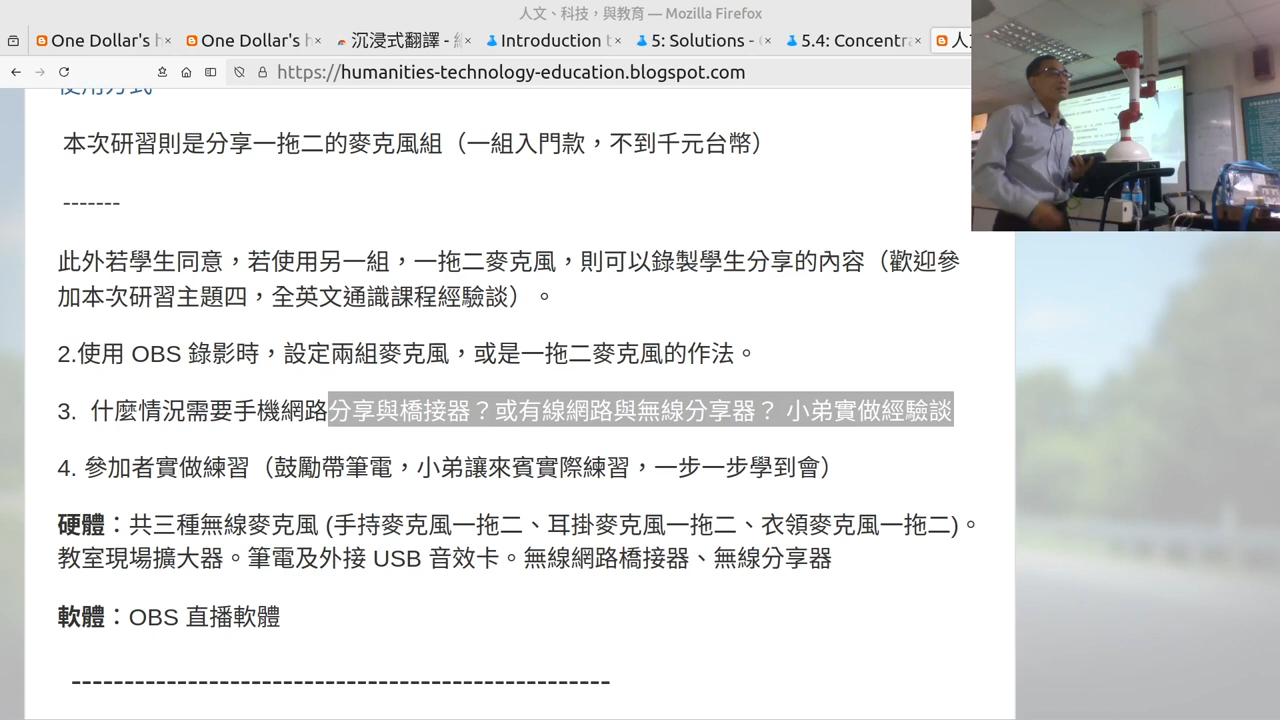 人文、科技，與教育 — Mozilla Firefox
One Dollar's h
One Dollar's h
沉浸式翻譯 -
Introduction t
5: Solutions - C
5.4: Concentra
人
https://humanities-technology-education.blogspot.com
使用方式
本次研習則是分享一拖二的麥克風組（一組入門款，不到千元台幣）
-------
此外若學生同意，若使用另一組，一拖二麥克風，則可以錄製學生分享的內容（歡迎參
加本次研習主題四，全英文通識課程經驗談）。
2.使用 OBS 錄影時，設定兩組麥克風，或是一拖二麥克風的作法。
3. 什麼情況需要手機網路分享與橋接器？或有線網路與無線分享器？ 小弟實做經驗談
4. 參加者實做練習（鼓勵帶筆電，小弟讓來賓實際練習，一步一步學到會）
硬體：共三種無線麥克風 (手持麥克風一拖二、耳掛麥克風一拖二、衣領麥克風一拖二)。
教室現場擴大器。筆電及外接 USB 音效卡。無線網路橋接器、無線分享器
軟體：OBS 直播軟體
---------------------------------------------------